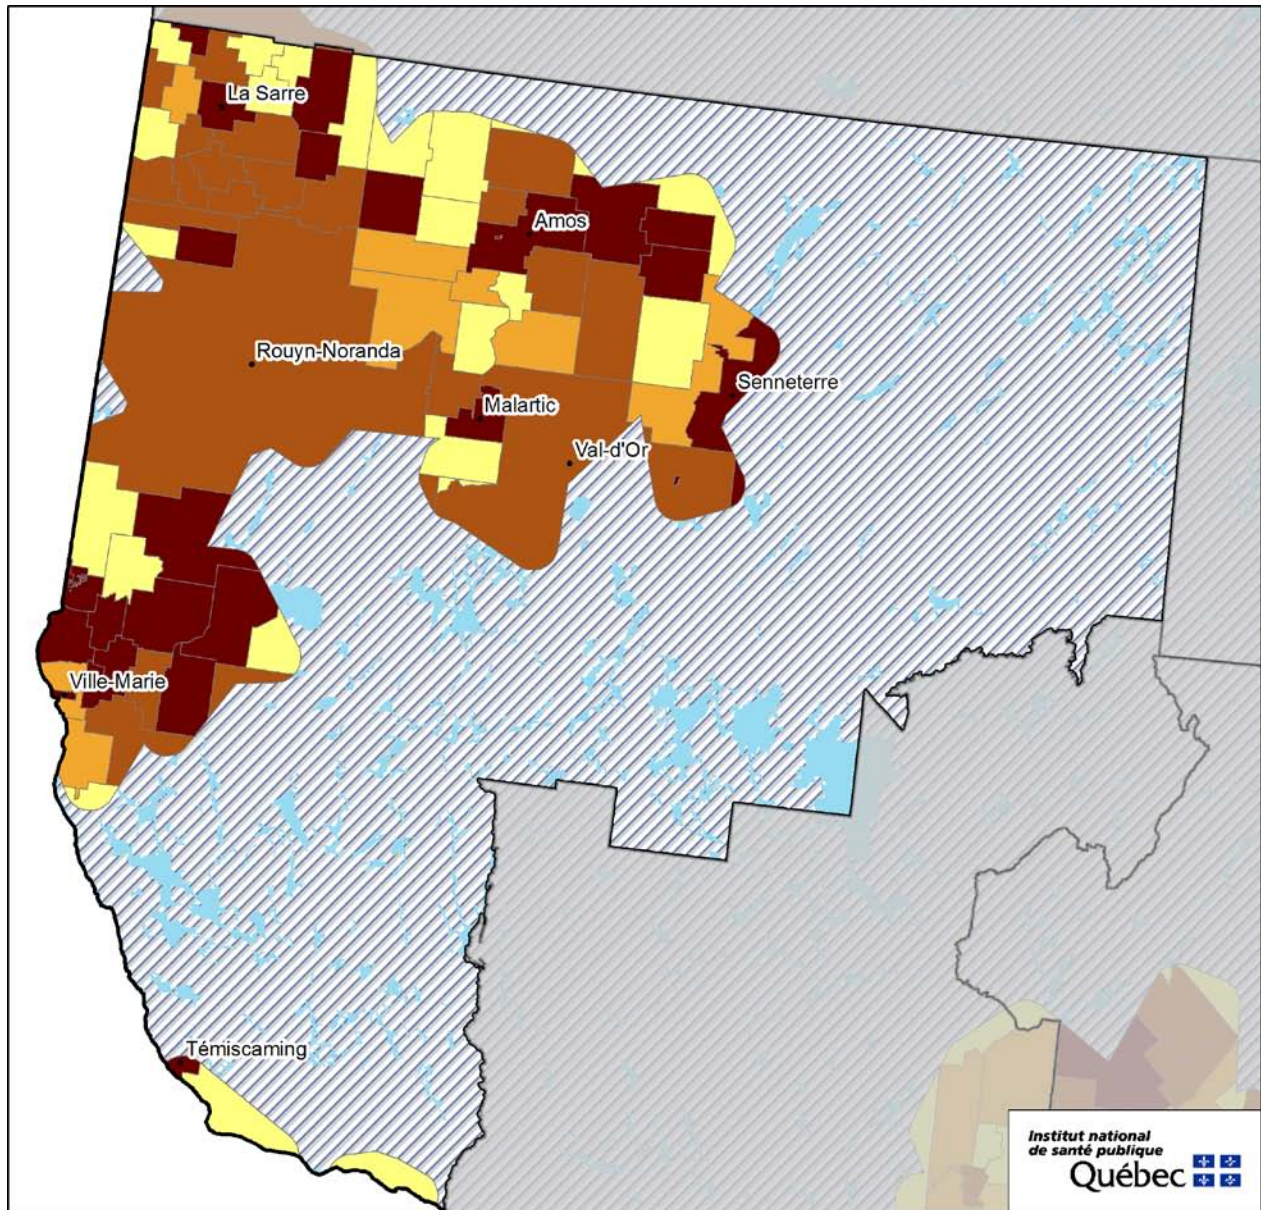 La Sarre
Amos
Rouyn-Noranda
Senneterre
Malartic
Val-d'Or
Ville-Marie
Témiscaming
Institut national
de santé publique
Québec